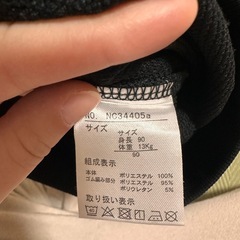 NO. NC34405a
サイズ
サイズ
身長 90
体重 13Kg
90
組成表示
本体 ポリエステル 100%
ゴム編み部分 ポリエステル 95%
ポリウレタン 5%
取り扱い表示